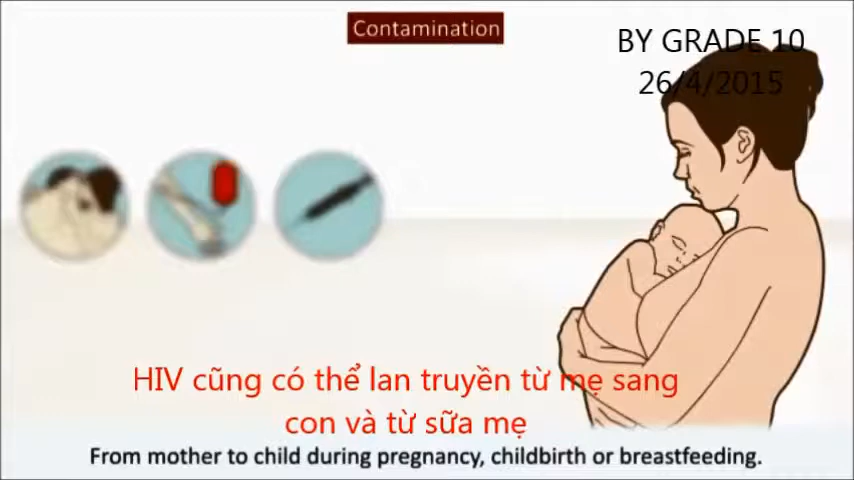 Contamination
BY GRADE 10
26/4/2015
HIV cũng có thể lan truyền từ mẹ sang
con và từ sữa mẹ
From mother to child during pregnancy, childbirth or breastfeeding.